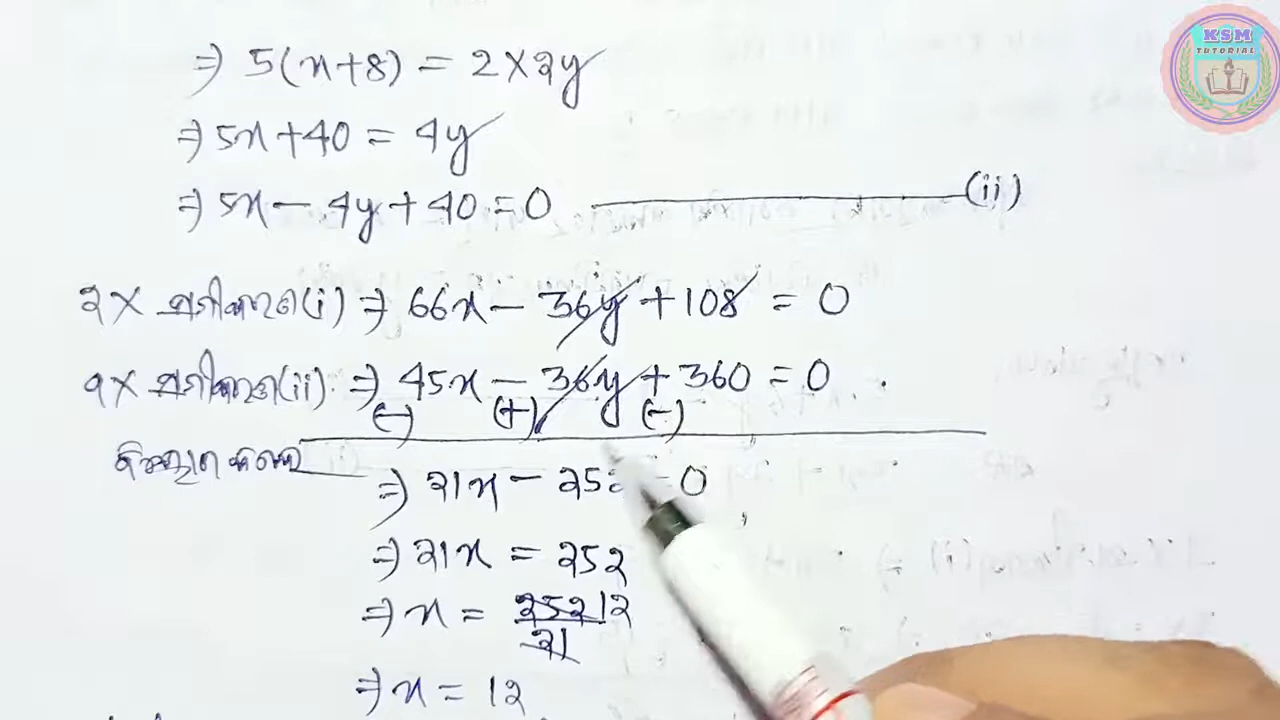 KSM
TUTORIAL
⇒ 5(x+8) = 2×2y
⇒ 5x+40 = 4y
⇒ 5x - 4y + 40 = 0 (ii)
2× ସମୀକରଣ(i) ⇒ 66x - 36y + 108 = 0
9× ସମୀକରଣ(ii) ⇒ 45x - 36y + 360 = 0
(-) (+) (-)
ବିୟୋଗ କଲେ
⇒ 21x - 252 = 0
⇒ 21x = 252
⇒ x = 252 12
21
⇒ x = 12